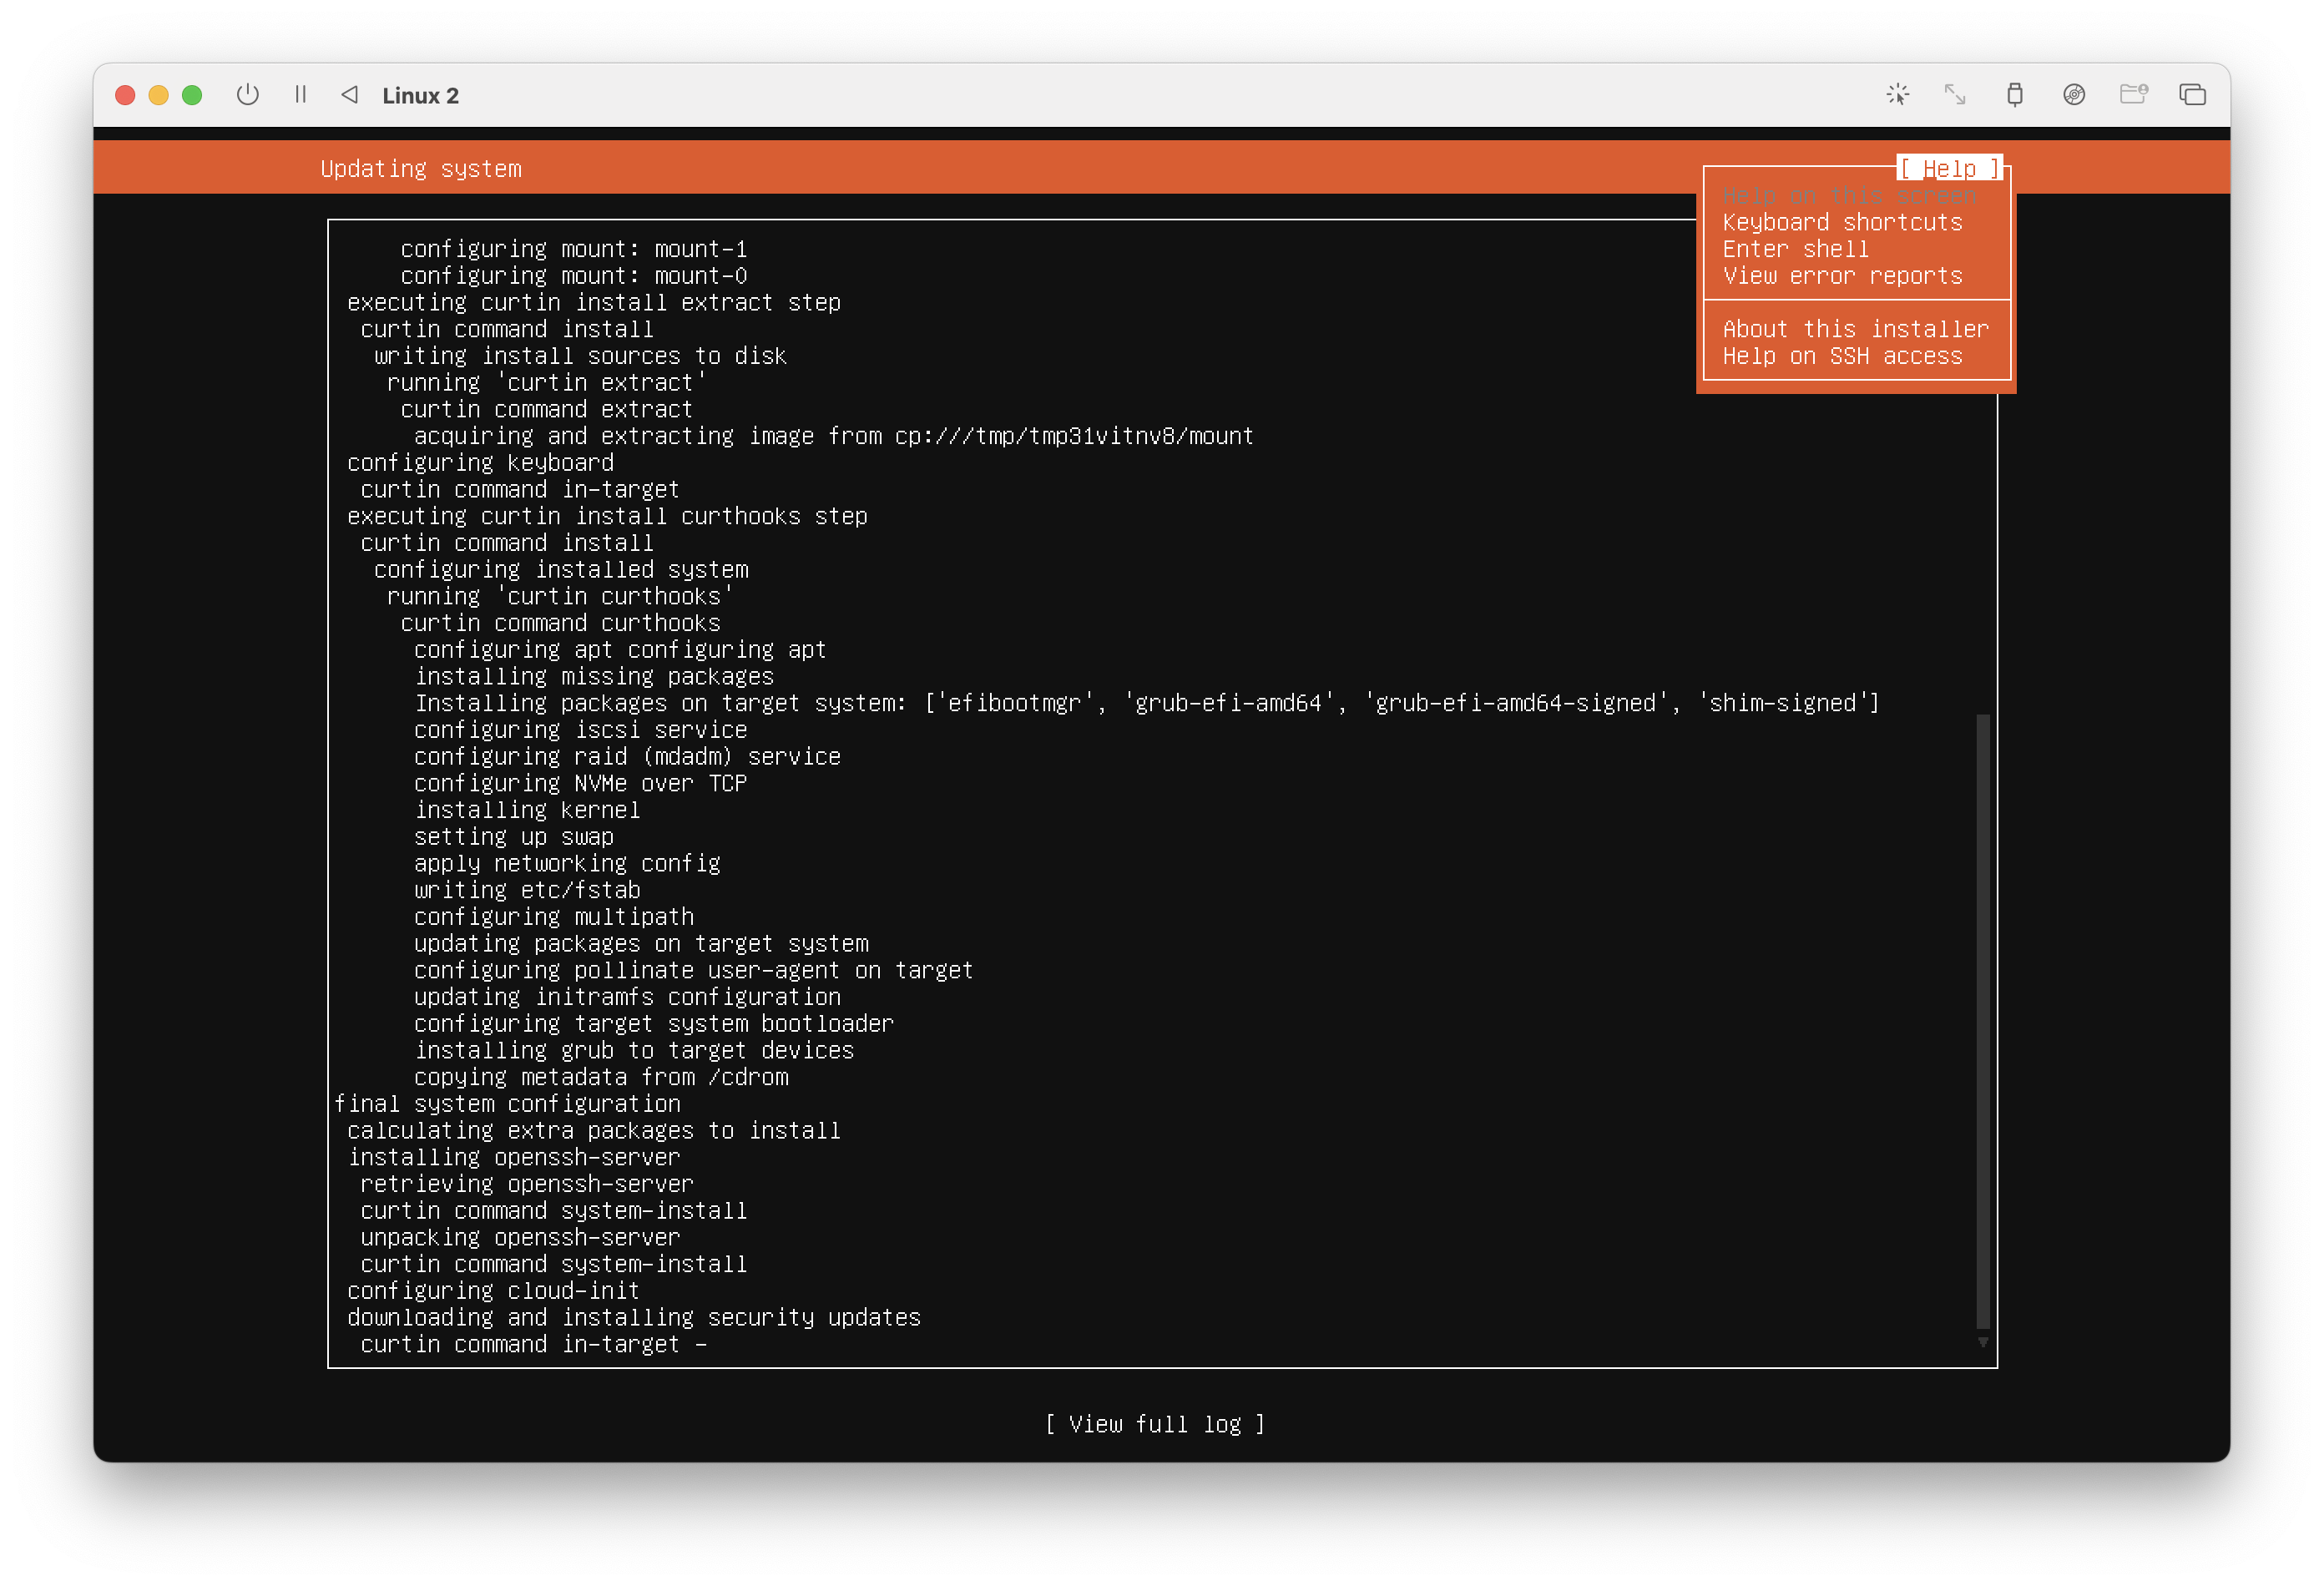 Linux 2
Updating system
[ Help ]
Help on this screen
Keyboard shortcuts
Enter shell
View error reports
About this installer
Help on SSH access
configuring mount: mount-1
configuring mount: mount-0
executing curtin install extract step
curtin command install
writing install sources to disk
running 'curtin extract'
curtin command extract
acquiring and extracting image from cp:///tmp/tmp31vitnv8/mount
configuring keyboard
curtin command in-target
executing curtin install curthooks step
curtin command install
configuring installed system
running 'curtin curthooks'
curtin command curthooks
configuring apt configuring apt
installing missing packages
Installing packages on target system: ['efibootmgr', 'grub-efi-amd64', 'grub-efi-amd64-signed', 'shim-signed']
configuring iscsi service
configuring raid (mdadm) service
configuring NVMe over TCP
installing kernel
setting up swap
apply networking config
writing etc/fstab
configuring multipath
updating packages on target system
configuring pollinate user-agent on target
updating initramfs configuration
configuring target system bootloader
installing grub to target devices
copying metadata from /cdrom
final system configuration
calculating extra packages to install
installing openssh-server
retrieving openssh-server
curtin command system-install
unpacking openssh-server
curtin command system-install
configuring cloud-init
downloading and installing security updates
curtin command in-target -
[ View full log ]